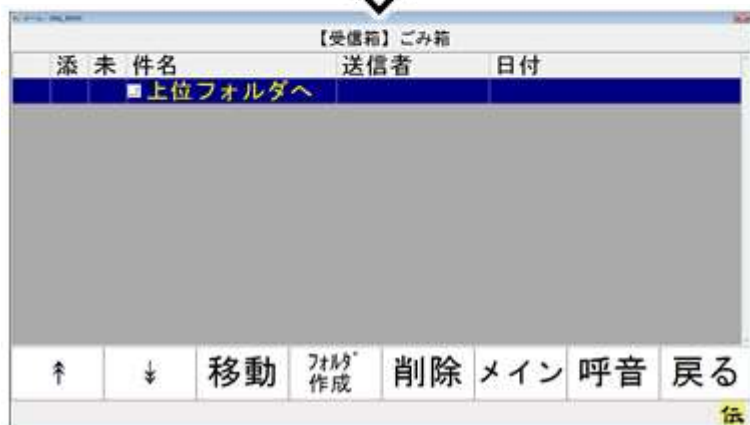 【受信箱】ごみ箱
添 未 件名 送信者 日付
上位フォルダへ
↟ ↡ 移動 ﾌｫﾙﾀﾞ作成 削除 メイン 呼音 戻る
伝